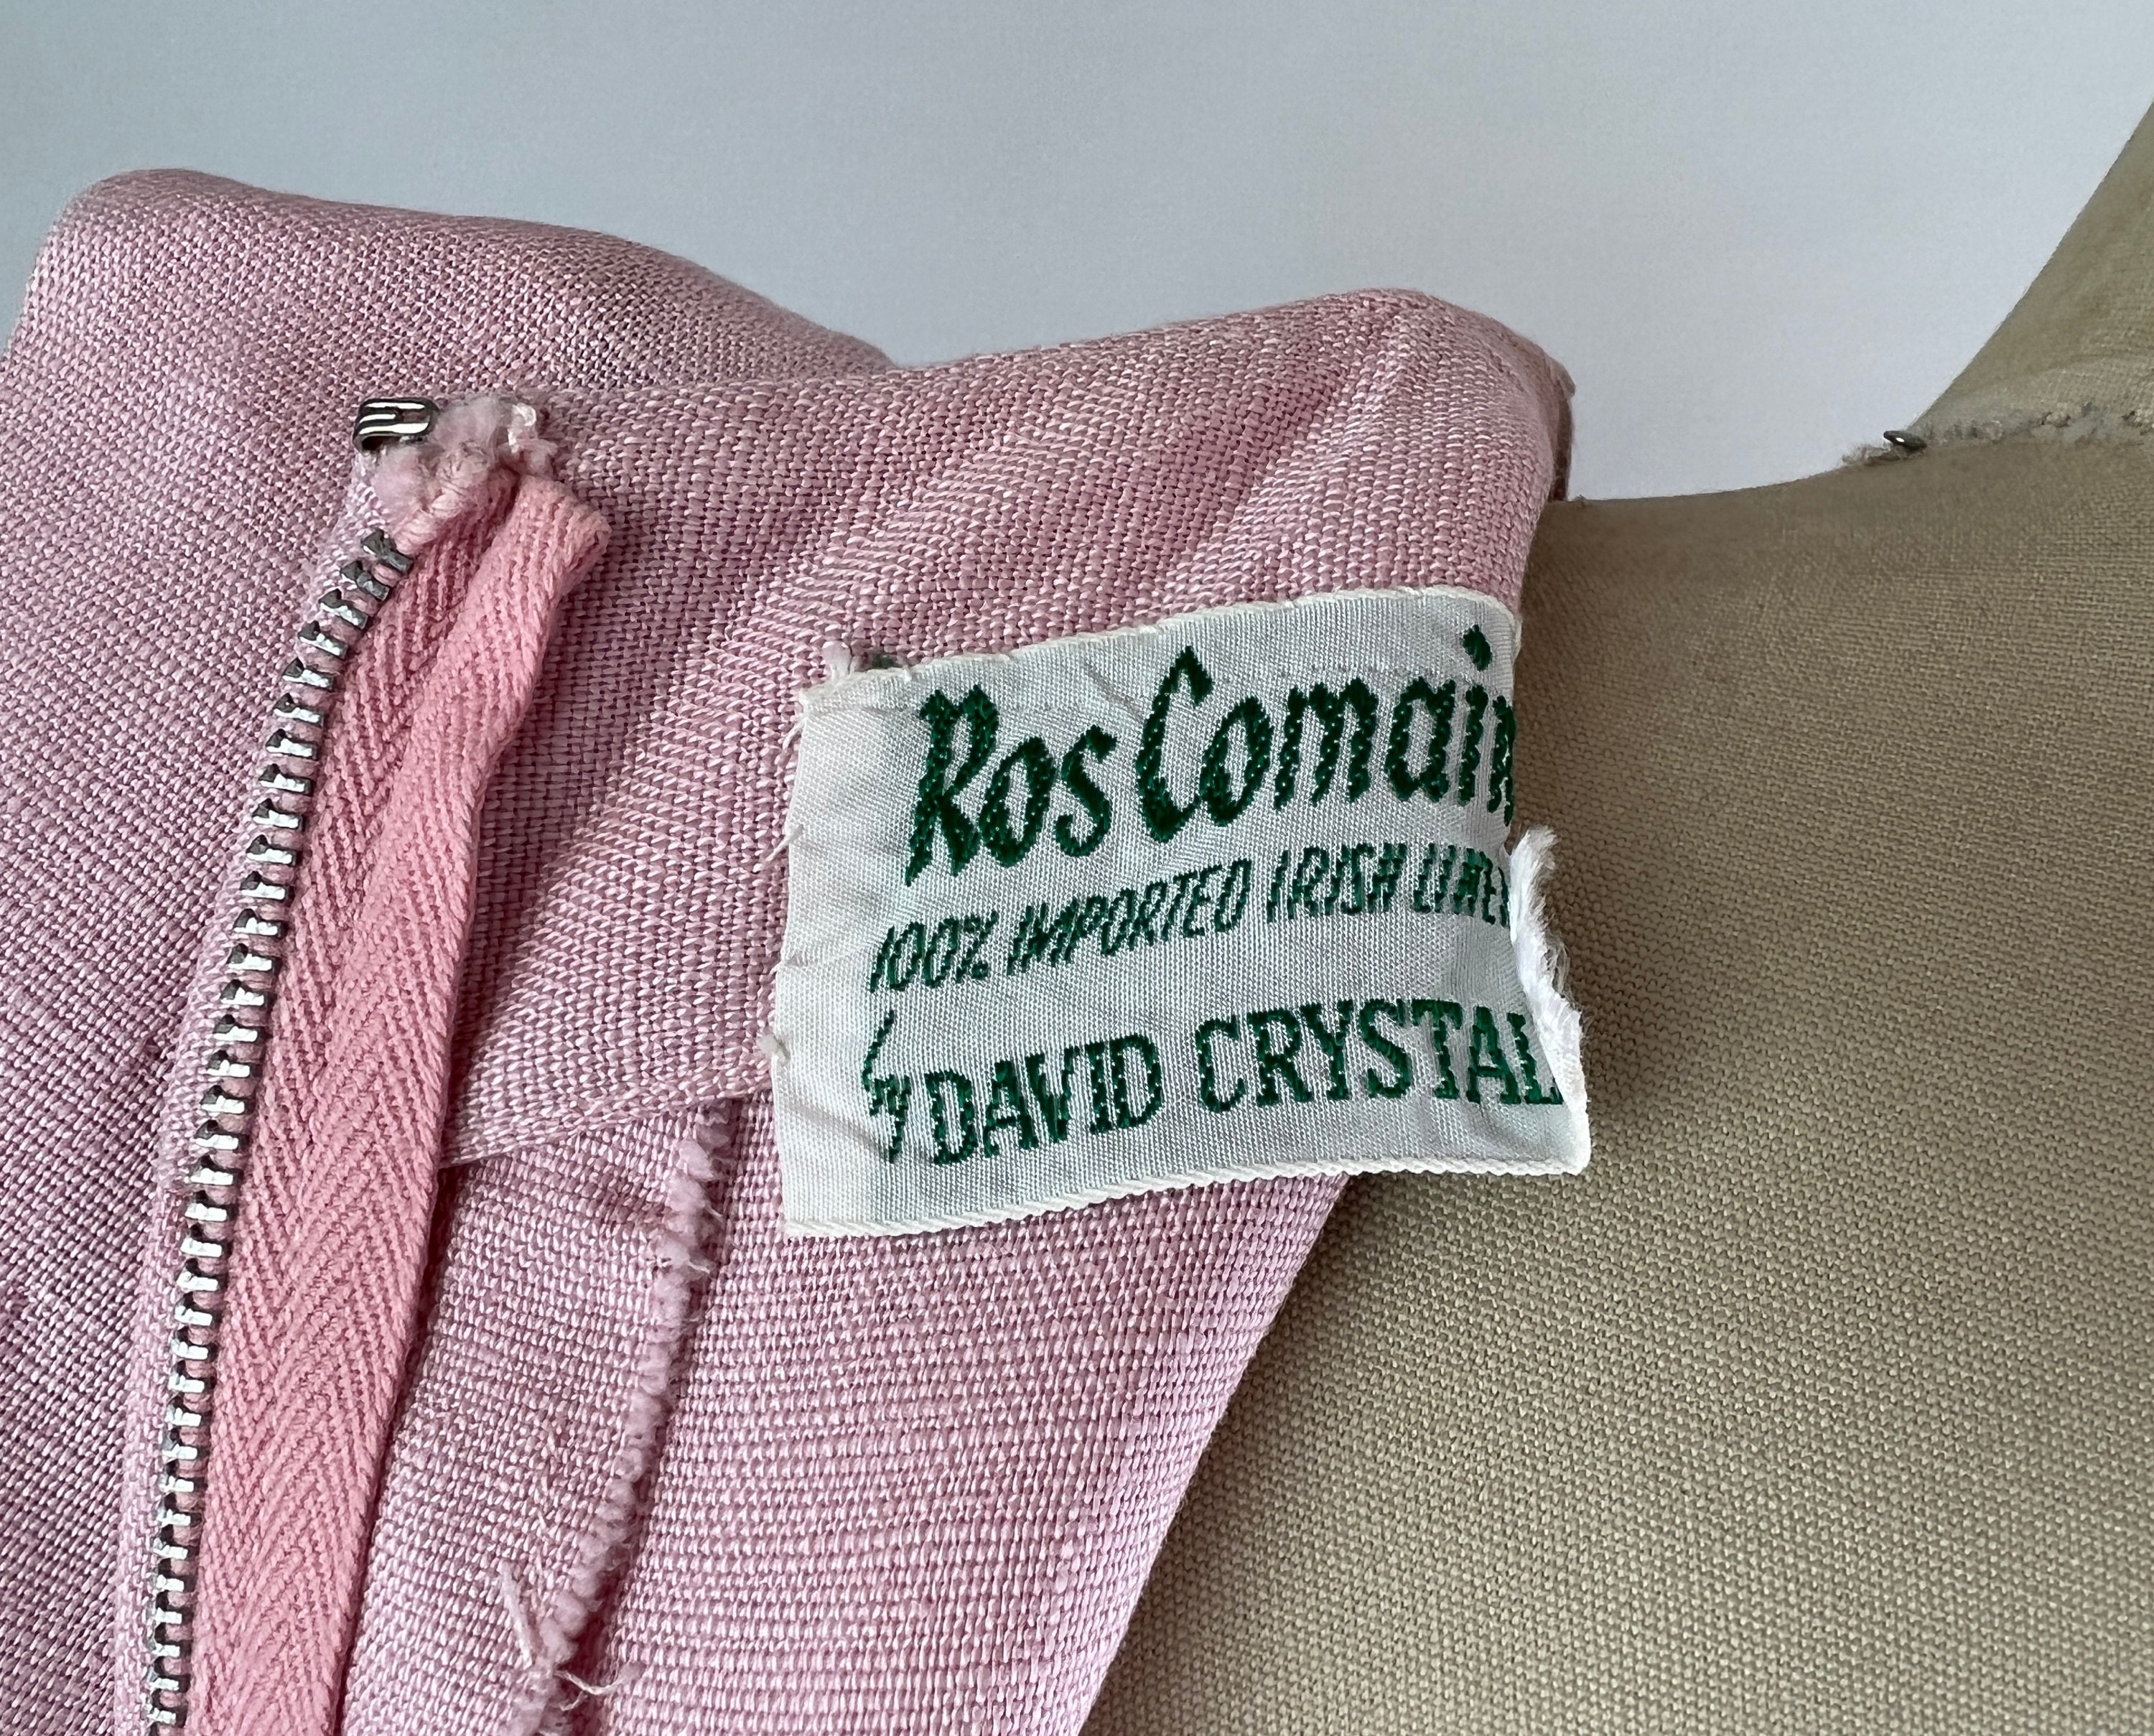 Ros Comain
100% IMPORTED IRISH LINEN
by DAVID CRYSTAL